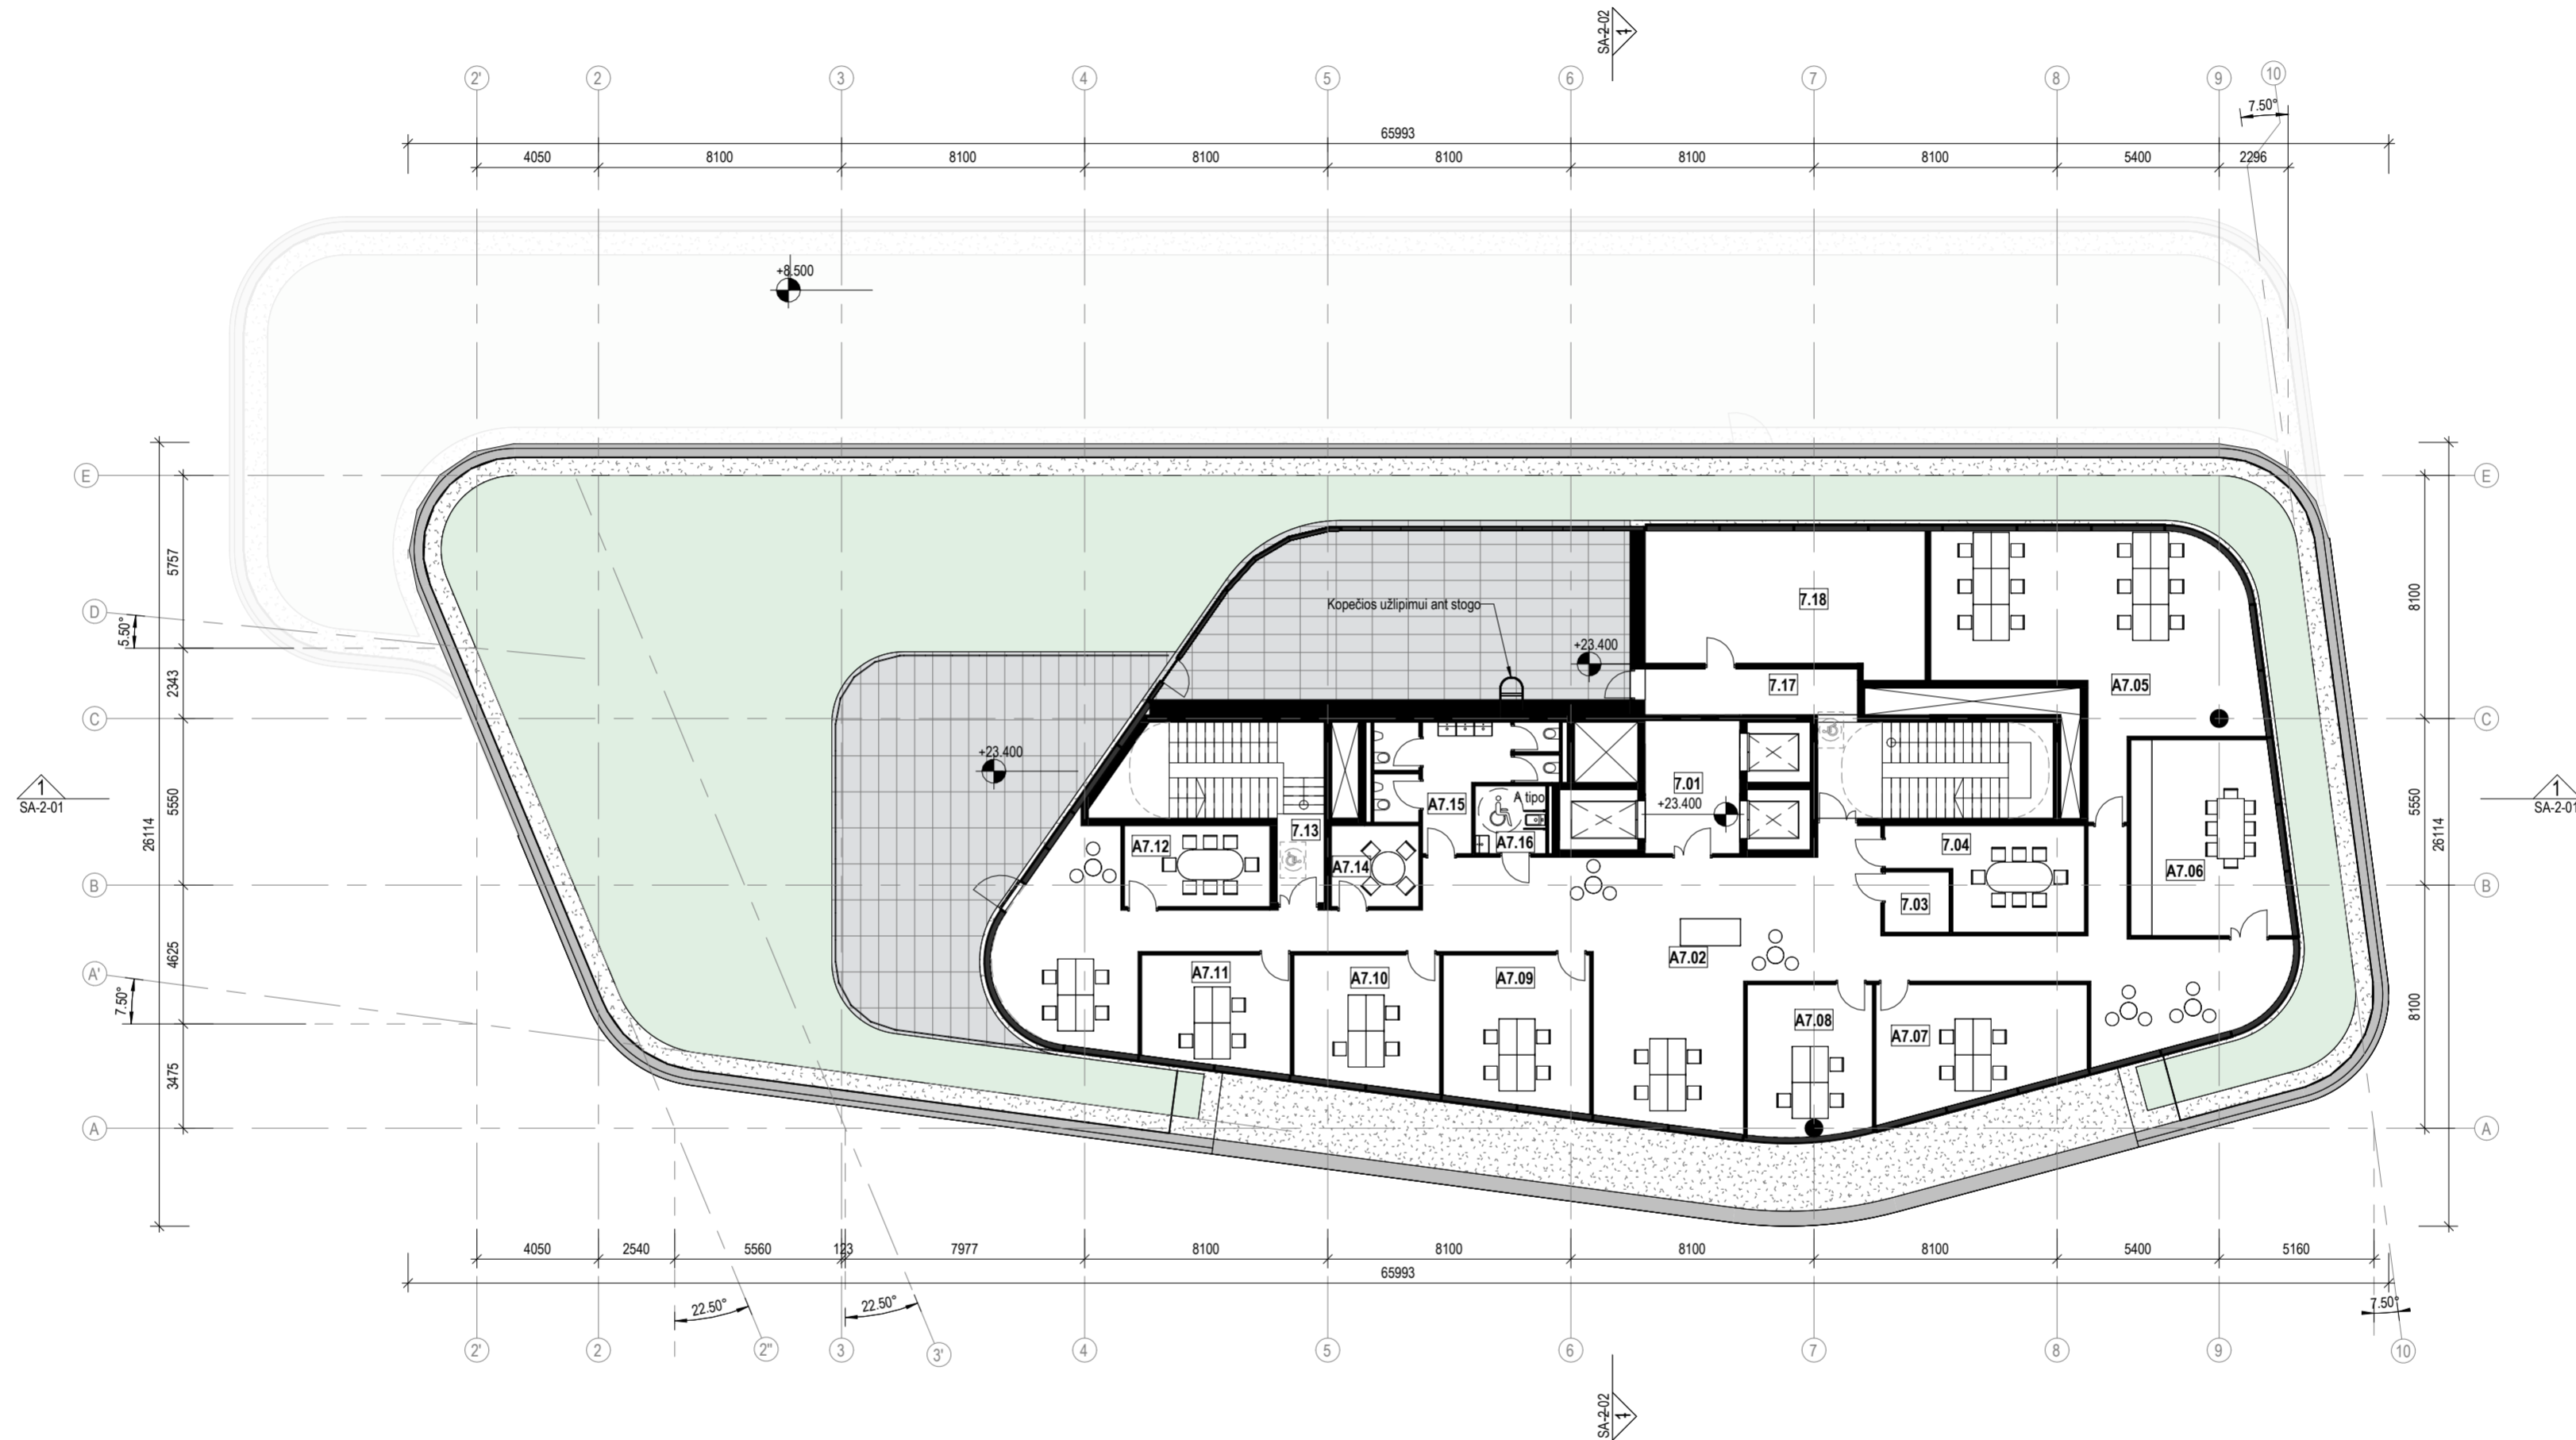 SA-2-02
1
2'
2
3
4
5
6
7
8
9
10
7.50°
65993
4050
8100
8100
8100
8100
8100
8100
5400
2296
+8.500
E
E
5757
8100
D
5.50°
Kopėčios užlipimui ant stogo
7.18
+23.400
2343
7.17
A7.05
C
C
+23.400
1
SA-2-01
1
SA-2-01
5550
5550
26114
26114
7.01
+23.400
A tipo
A7.15
A7.16
7.13
A7.12
A7.14
7.04
A7.06
7.03
B
B
A7.02
4625
A'
7.50°
A7.11
A7.10
A7.09
A7.08
A7.07
8100
3475
A
A
4050
2540
5560
123
7977
8100
8100
8100
8100
5400
5160
65993
22.50°
22.50°
7.50°
2'
2
2"
3
3'
4
5
6
7
8
9
10
SA-2-02
1